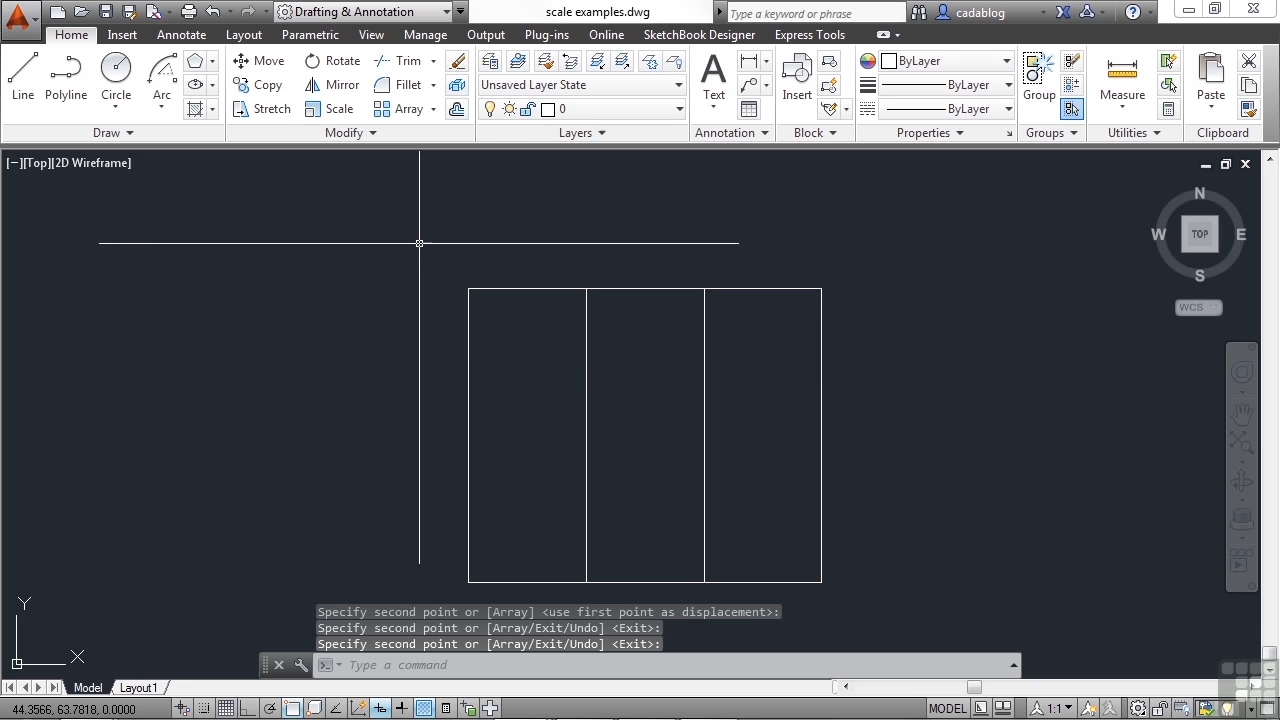 Drafting & Annotation
scale examples.dwg
Type a keyword or phrase
cadablog
Home Insert Annotate Layout Parametric View Manage Output Plug-ins Online SketchBook Designer Express Tools
Line Polyline Circle Arc
Move Rotate Trim
Copy Mirror Fillet
Stretch Scale Array
Unsaved Layer State
0
Text
Insert
ByLayer
ByLayer
ByLayer
Group
Measure
Paste
Draw Modify Layers Annotation Block Properties Groups Utilities Clipboard
[−][Top][2D Wireframe]
N
W TOP E
S
WCS
Y
X
Specify second point or [Array] <use first point as displacement>:
Specify second point or [Array/Exit/Undo] <Exit>:
Specify second point or [Array/Exit/Undo] <Exit>:
Type a command
Model Layout1
44.3566, 63.7818, 0.0000
MODEL
1:1